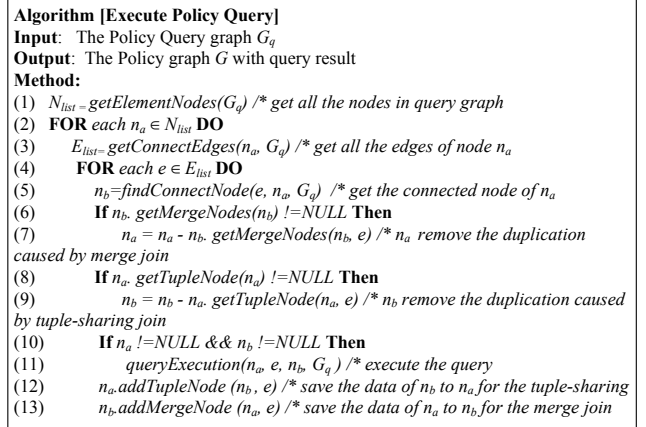 Algorithm [Execute Policy Query]
Input: The Policy Query graph Gq
Output: The Policy graph G with query result
Method:
(1) Nlist = getElementNodes(Gq) /* get all the nodes in query graph
(2) FOR each na ∈ Nlist DO
(3) Elist= getConnectEdges(na, Gq) /* get all the edges of node na
(4) FOR each e ∈ Elist DO
(5) nb=findConnectNode(e, na, Gq) /* get the connected node of na
(6) If nb. getMergeNodes(nb) !=NULL Then
(7) na = na - nb. getMergeNodes(nb, e) /* na remove the duplication
caused by merge join
(8) If na. getTupleNode(na) !=NULL Then
(9) nb = nb - na. getTupleNode(na, e) /* nb remove the duplication caused
by tuple-sharing join
(10) If na !=NULL && nb !=NULL Then
(11) queryExecution(na, e, nb, Gq ) /* execute the query
(12) na.addTupleNode (nb , e) /* save the data of nb to na for the tuple-sharing
(13) nb.addMergeNode (na, e) /* save the data of na to nb for the merge join